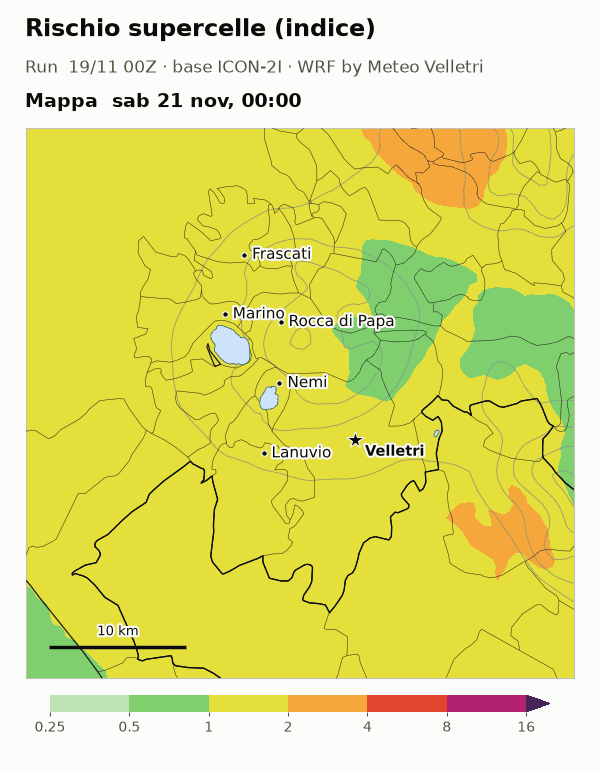 Rischio supercelle (indice)
Run  19/11 00Z · base ICON-2I · WRF by Meteo Velletri
Mappa  sab 21 nov, 00:00
Frascati
Marino
Rocca di Papa
Nemi
Velletri
Lanuvio
10 km
0.25 0.5 1 2 4 8 16